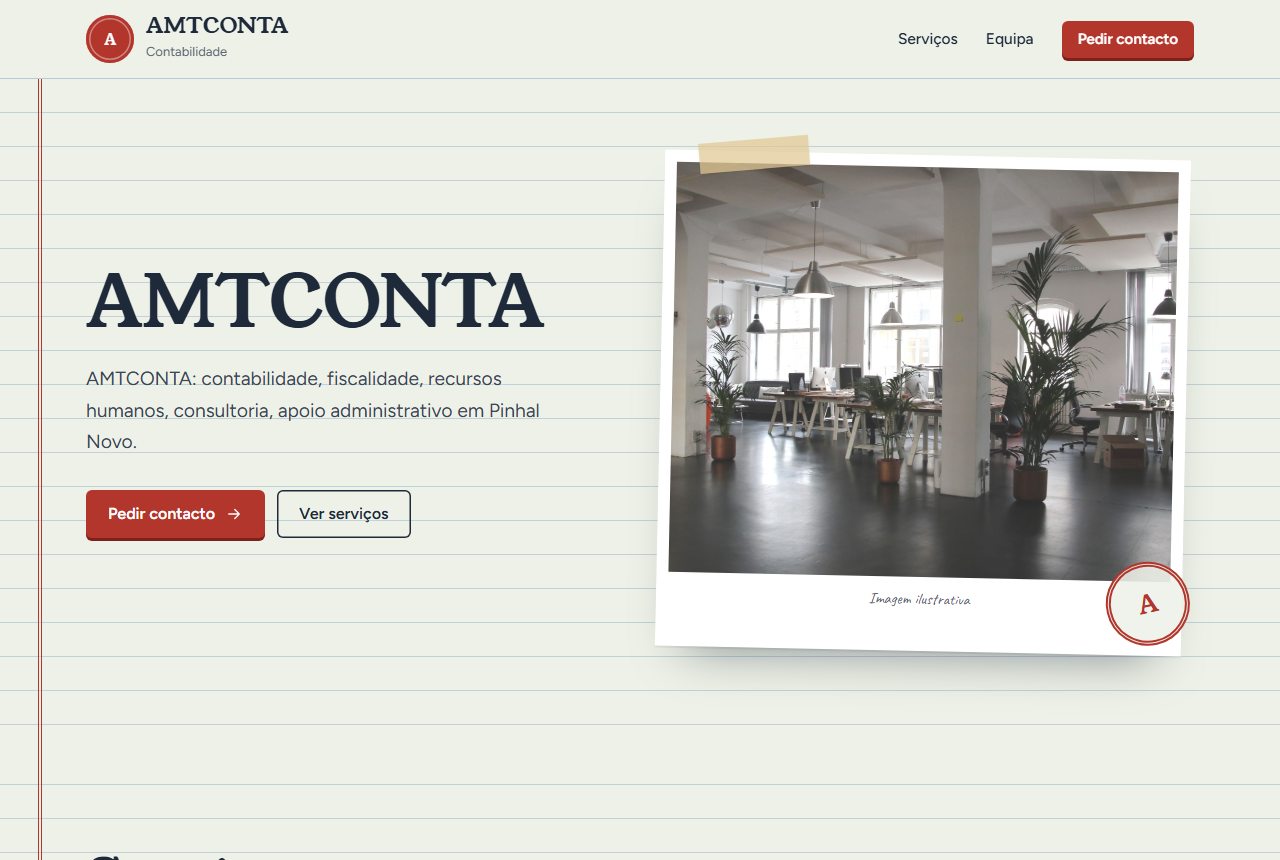 A
AMTCONTA
Contabilidade
Serviços
Equipa
Pedir contacto
AMTCONTA
AMTCONTA: contabilidade, fiscalidade, recursos
humanos, consultoria, apoio administrativo em Pinhal
Novo.
Pedir contacto →
Ver serviços
Imagem ilustrativa
A